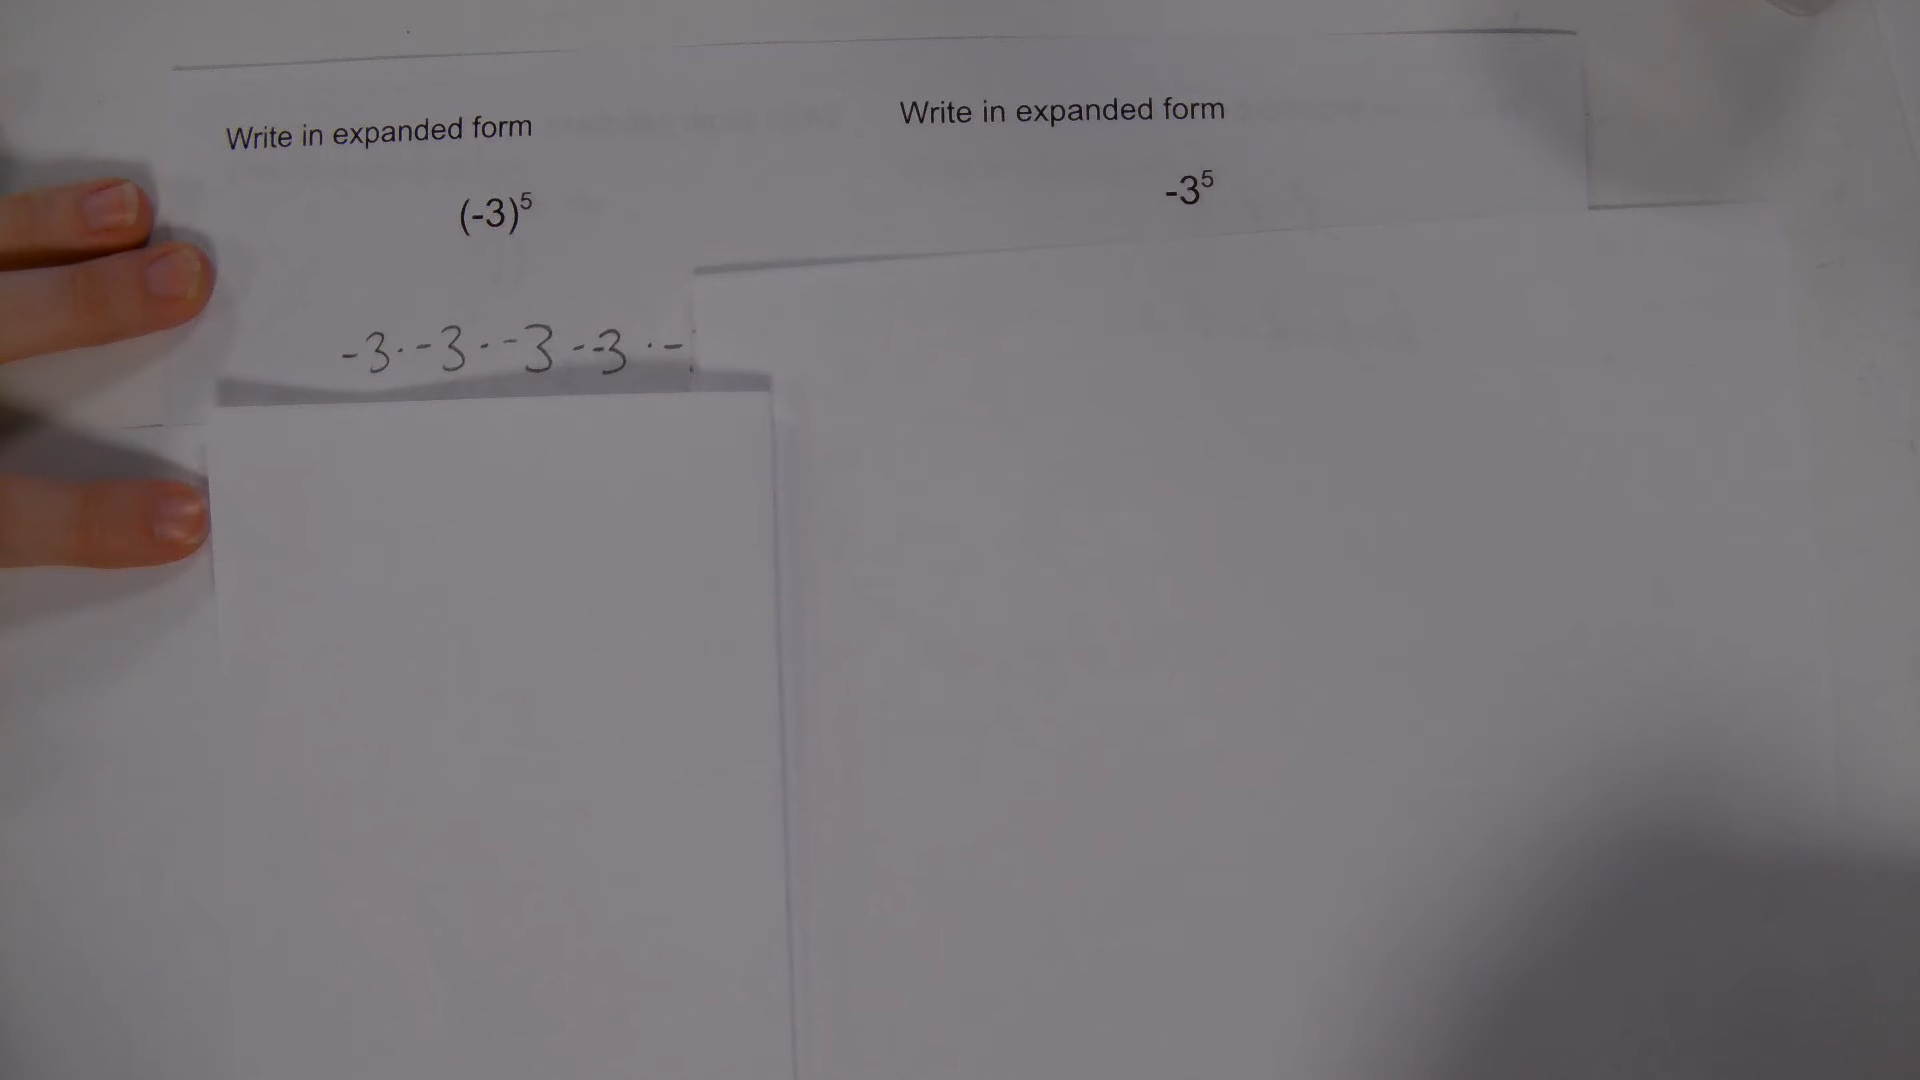 Write in expanded form
(-3)⁵
-3·-3·-3·-3·-
Write in expanded form
-3⁵